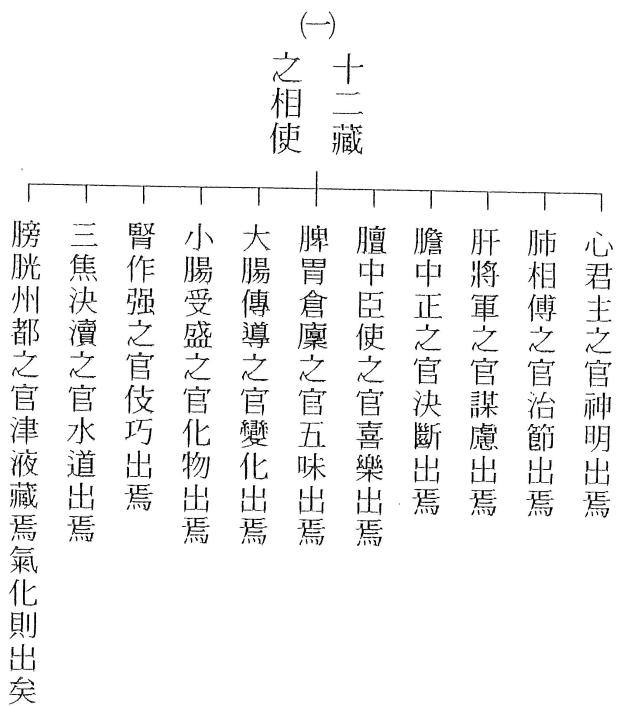 ㈠
十二藏
之相使
心君主之官神明出焉
肺相傅之官治節出焉
肝將軍之官謀慮出焉
膽中正之官決斷出焉
膻中臣使之官喜樂出焉
脾胃倉廩之官五味出焉
大腸傳導之官變化出焉
小腸受盛之官化物出焉
腎作强之官伎巧出焉
三焦決瀆之官水道出焉
膀胱州都之官津液藏焉氣化則出矣